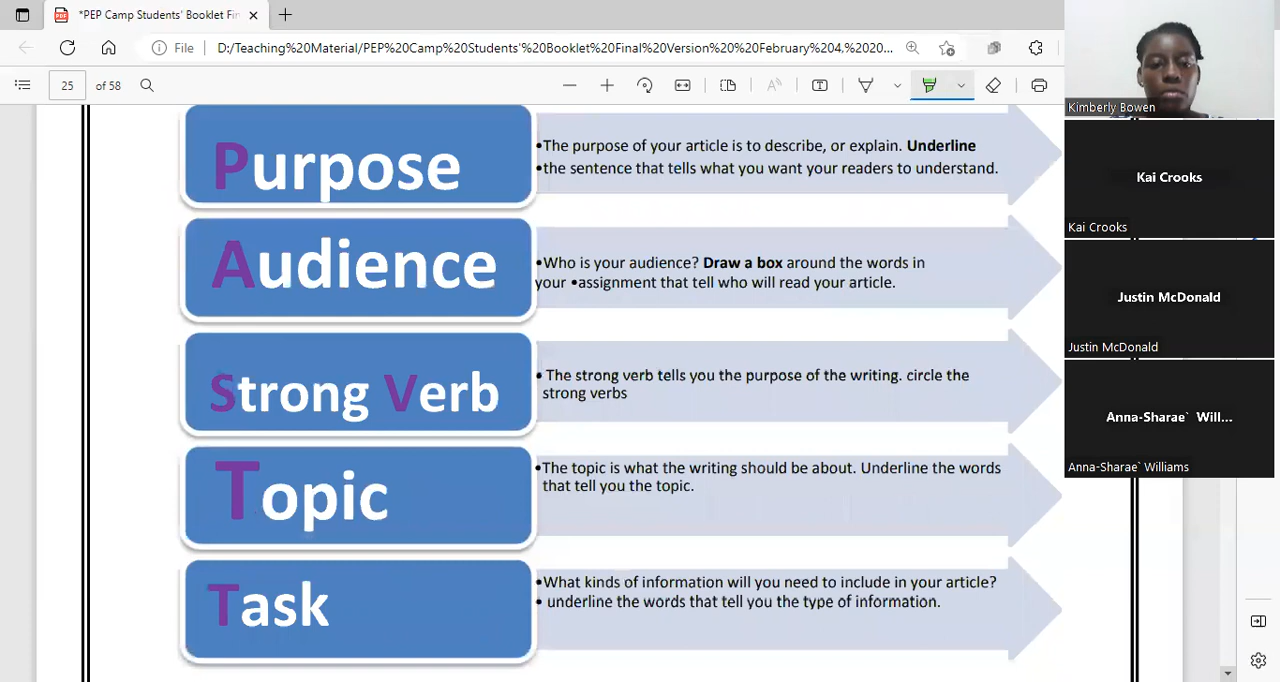 *PEP Camp Students' Booklet Fin
File
D:/Teaching%20Material/PEP%20Camp%20Students'%20Booklet%20Final%20Version%20%20February%204,%2020...
25
of 58
Purpose
•The purpose of your article is to describe, or explain. Underline
•the sentence that tells what you want your readers to understand.
Audience
•Who is your audience? Draw a box around the words in
your •assignment that tell who will read your article.
Strong Verb
• The strong verb tells you the purpose of the writing. circle the
strong verbs
Topic
•The topic is what the writing should be about. Underline the words
that tell you the topic.
Task
•What kinds of information will you need to include in your article?
• underline the words that tell you the type of information.
Kimberly Bowen
Kai Crooks
Kai Crooks
Justin McDonald
Justin McDonald
Anna-Sharae` Will...
Anna-Sharae` Williams